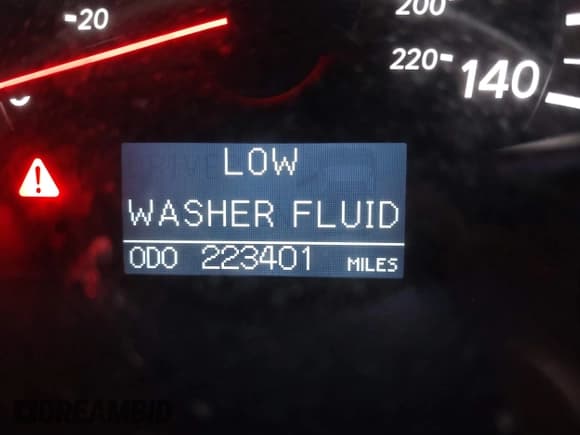 20
200
220
140
LOW
WASHER FLUID
ODO 223401 MILES
DREAMBID